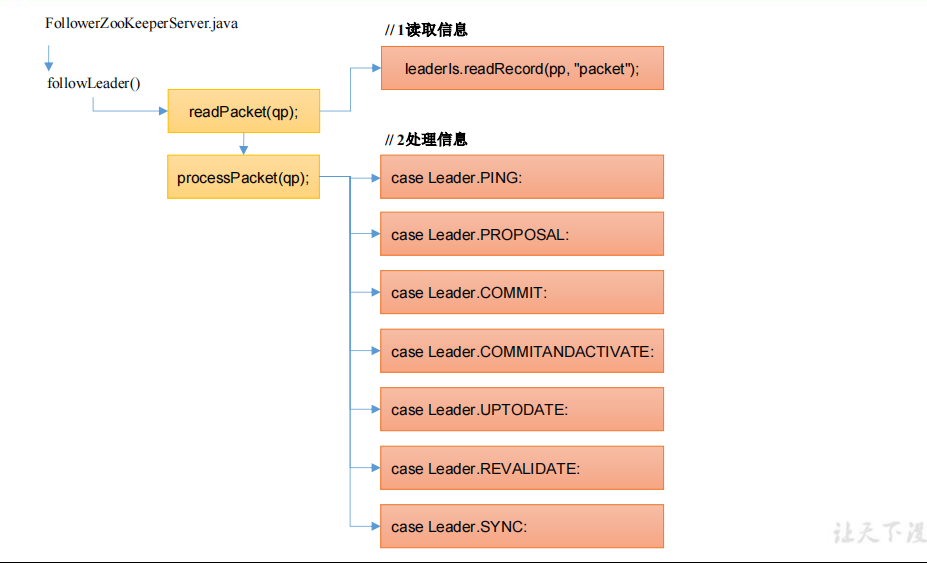 FollowerZooKeeperServer.java
// 1读取信息
leaderIs.readRecord(pp, "packet");
followLeader()
readPacket(qp);
// 2处理信息
processPacket(qp);
case Leader.PING:
case Leader.PROPOSAL:
case Leader.COMMIT:
case Leader.COMMITANDACTIVATE:
case Leader.UPTODATE:
case Leader.REVALIDATE:
case Leader.SYNC:
让天下没